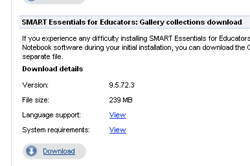 SMART Essentials for Educators: Gallery collections download
If you experience any difficulty installing SMART Essentials for Educators
Notebook software during your initial installation, you can download the
separate file.
Download details
Version: 9.5.72.3
File size: 239 MB
Language support: View
System requirements: View
Download